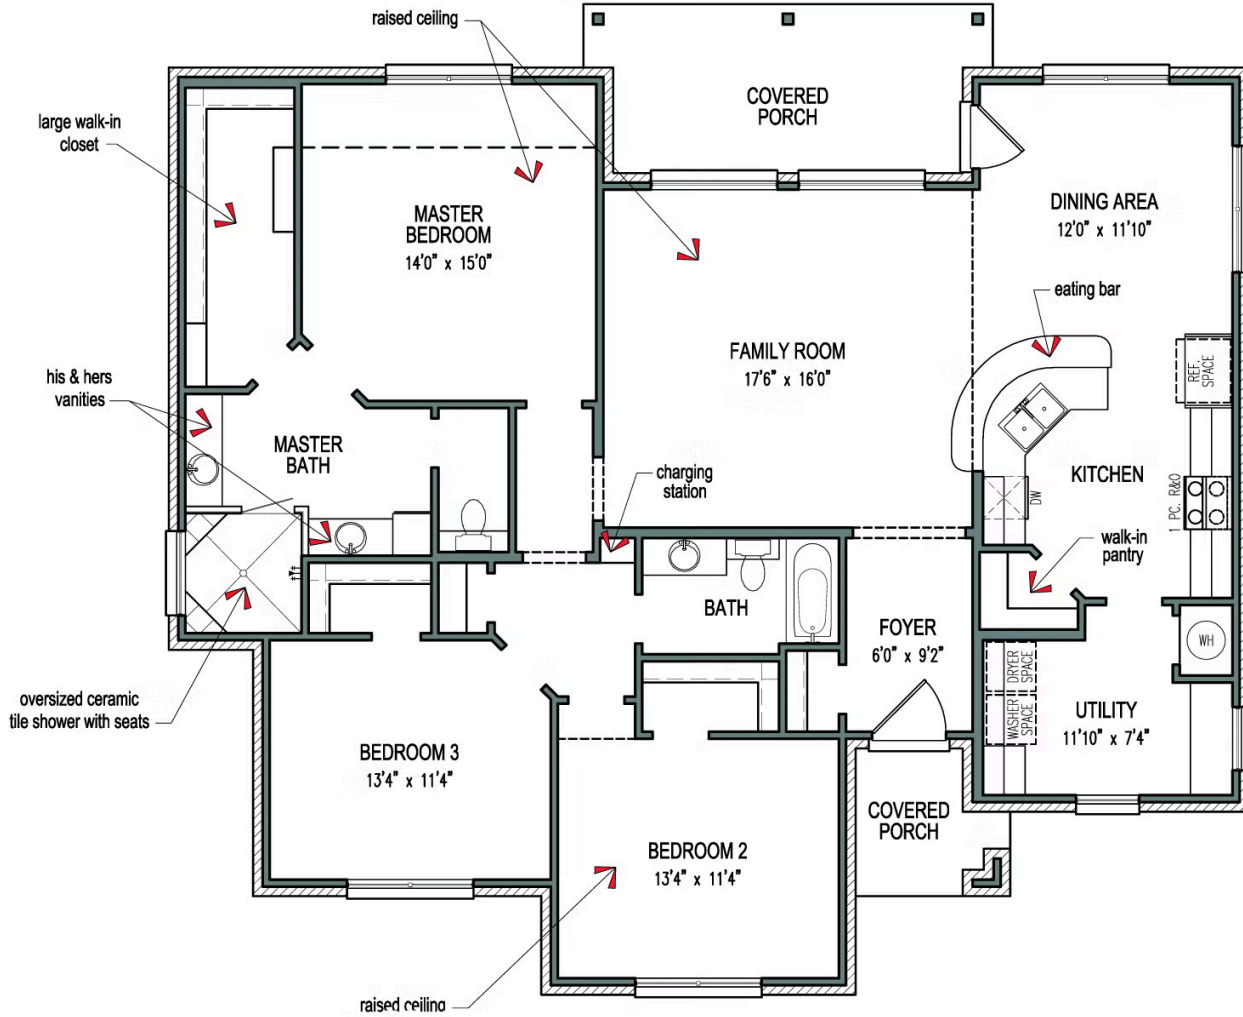 raised ceiling
COVERED
PORCH
large walk-in
closet
MASTER
BEDROOM
14'0" x 15'0"
DINING AREA
12'0" x 11'10"
eating bar
FAMILY ROOM
17'6" x 16'0"
REF.
SPACE
his & hers
vanities
MASTER
BATH
charging
station
KITCHEN
DW
1 PC. R&O
walk-in
pantry
BATH
FOYER
6'0" x 9'2"
WH
DRYER
SPACE
WASHER
SPACE
oversized ceramic
tile shower with seats
UTILITY
11'10" x 7'4"
BEDROOM 3
13'4" x 11'4"
COVERED
PORCH
BEDROOM 2
13'4" x 11'4"
raised ceiling